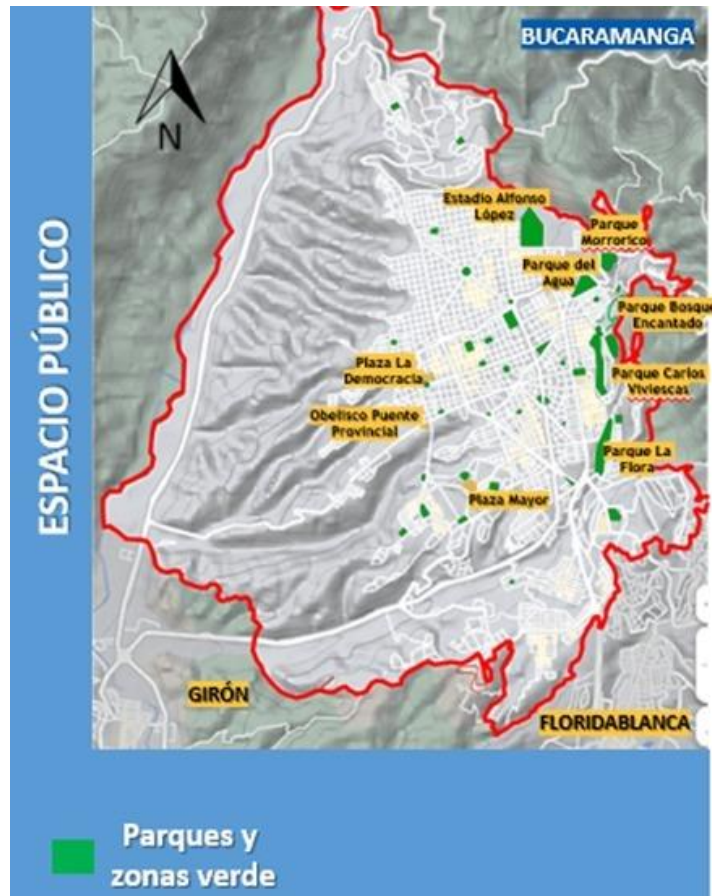 ESPACIO PÚBLICO
BUCARAMANGA
N
Estadio Alfonso
López
Parque
Morrorico
Parque del
Agua
Parque Bosque
Encantado
Plaza La
Democracia
Parque Carlos
Viviescas
Obelisco Puente
Provincial
Parque La
Flora
Plaza Mayor
GIRÓN
FLORIDABLANCA
Parques y
zonas verde